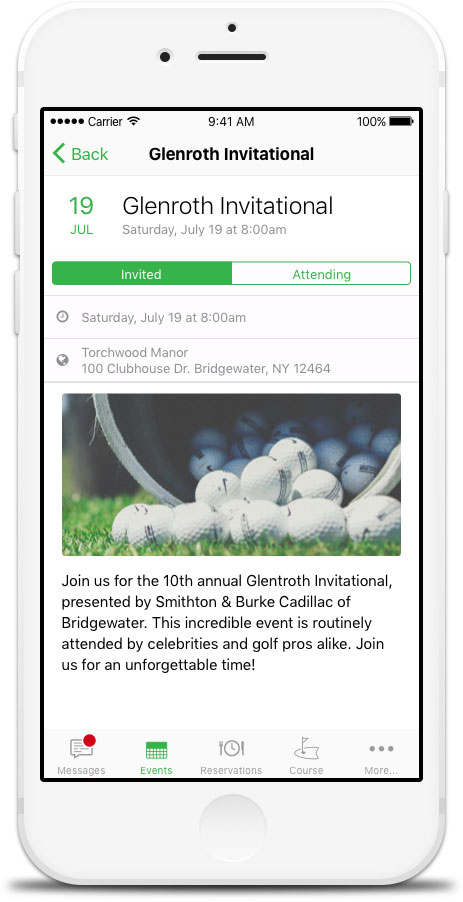 Carrier 9:41 AM 100%
Back Glenroth Invitational
19 Glenroth Invitational
JUL Saturday, July 19 at 8:00am
Invited Attending
Saturday, July 19 at 8:00am
Torchwood Manor
100 Clubhouse Dr. Bridgewater, NY 12464
Join us for the 10th annual Glentroth Invitational,
presented by Smithton & Burke Cadillac of
Bridgewater. This incredible event is routinely
attended by celebrities and golf pros alike. Join
us for an unforgettable time!
Messages Events Reservations Course More...